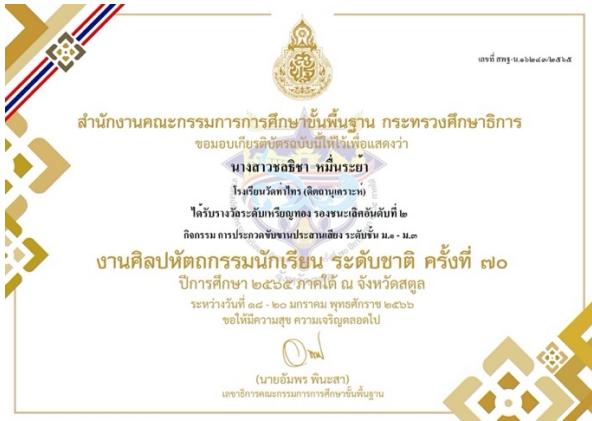 เลขที่ สพฐ-น.๑๖๒๔๓/๒๕๖๕
สำนักงานคณะกรรมการการศึกษาขั้นพื้นฐาน กระทรวงศึกษาธิการ
ขอมอบเกียรติบัตรฉบับนี้ให้ไว้เพื่อแสดงว่า
นางสาวชลธิชา หมื่นระย้า
โรงเรียนวัดท่าไทร (ดิตถานุเคราะห์)
ได้รับรางวัลระดับเหรียญทอง รองชนะเลิศอันดับที่ ๒
กิจกรรม การประกวดขับขานประสานเสียง ระดับชั้น ม.๑ - ม.๓
งานศิลปหัตถกรรมนักเรียน ระดับชาติ ครั้งที่ ๗๐
ปีการศึกษา ๒๕๖๕ ภาคใต้ ณ จังหวัดสตูล
ระหว่างวันที่ ๑๘ - ๒๐ มกราคม พุทธศักราช ๒๕๖๖
ขอให้มีความสุข ความเจริญตลอดไป
(นายอัมพร พินะสา)
เลขาธิการคณะกรรมการการศึกษาขั้นพื้นฐาน